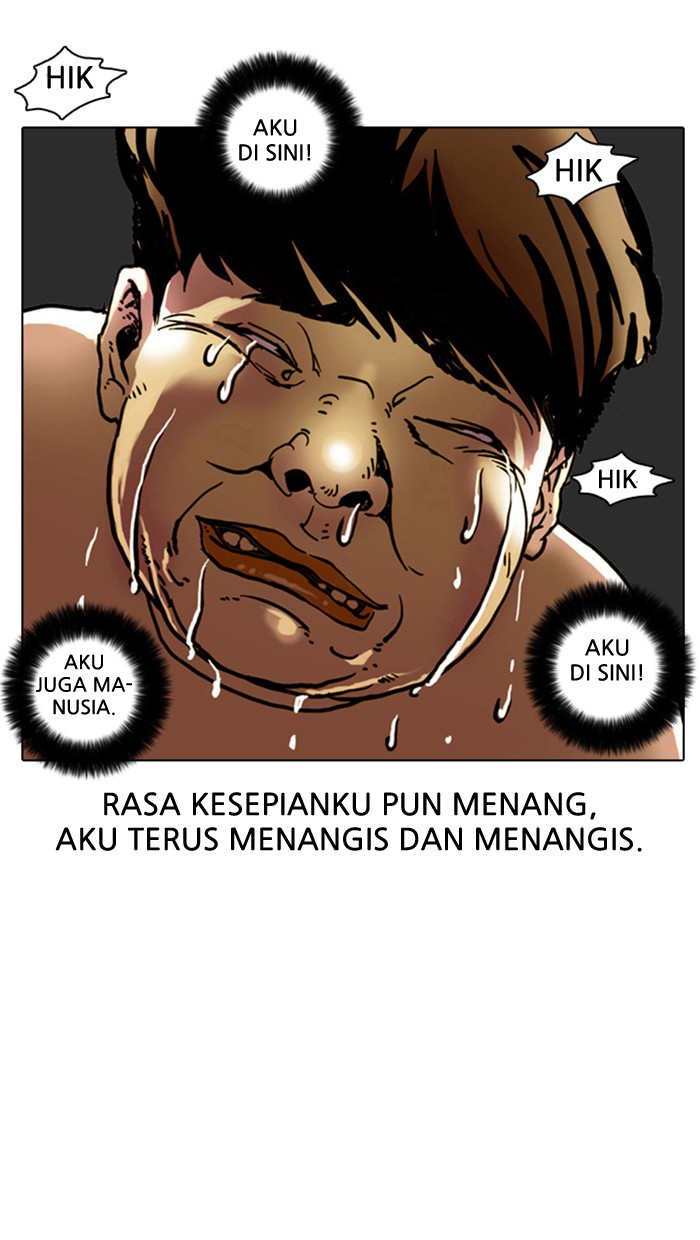 HIK
AKU
DI SINI!
HIK
HIK
AKU
JUGA MA-
NUSIA.
AKU
DI SINI!
RASA KESEPIANKU PUN MENANG,
AKU TERUS MENANGIS DAN MENANGIS.